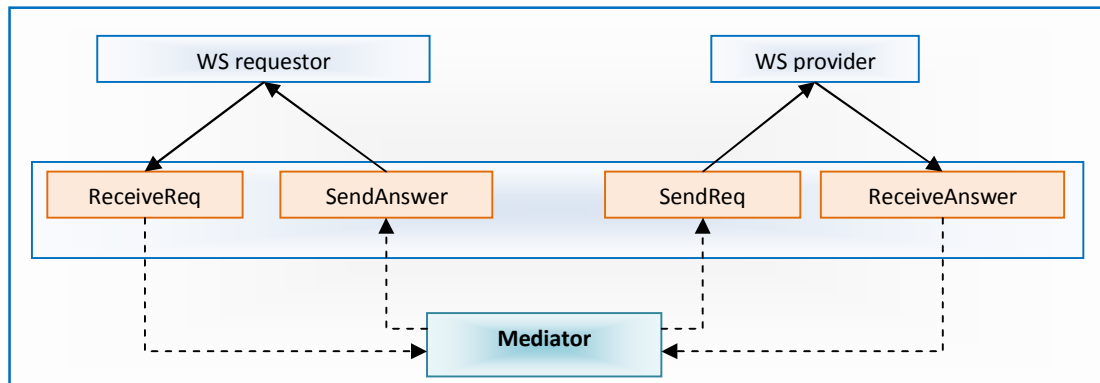 WS requestor
WS provider
ReceiveReq
SendAnswer
SendReq
ReceiveAnswer
Mediator